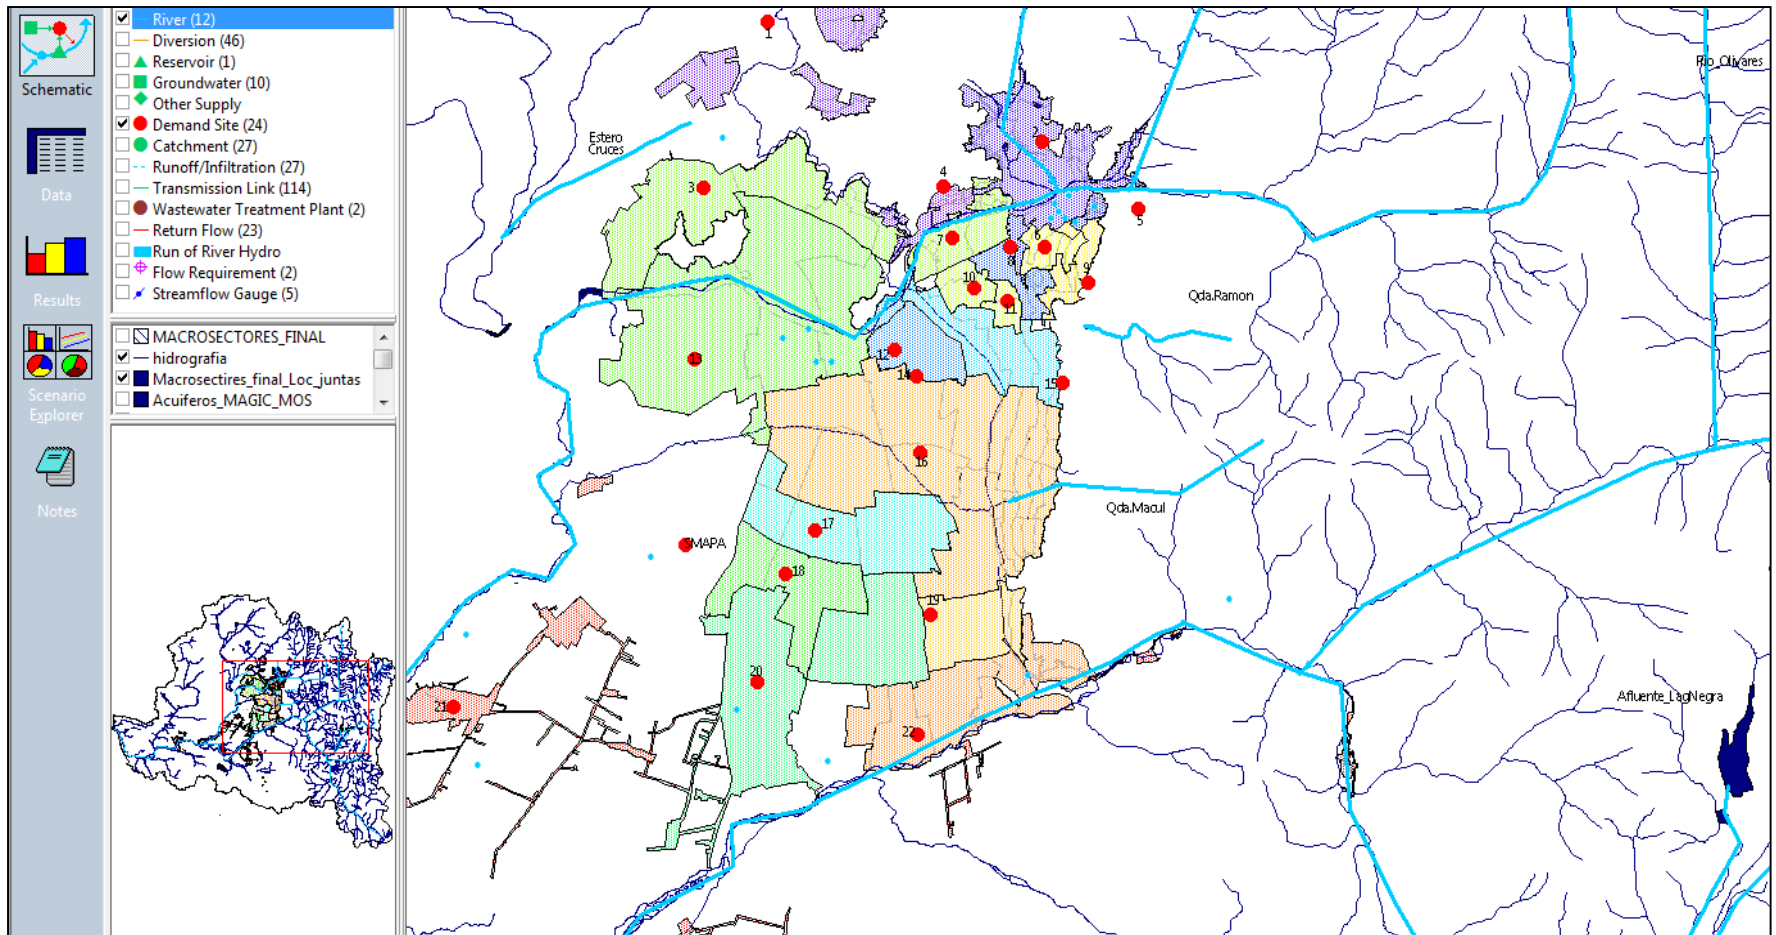 Schematic
Data
Results
Scenario
Explorer
Notes
River (12)
Diversion (46)
Reservoir (1)
Groundwater (10)
Other Supply
Demand Site (24)
Catchment (27)
Runoff/Infiltration (27)
Transmission Link (114)
Wastewater Treatment Plant (2)
Return Flow (23)
Run of River Hydro
Flow Requirement (2)
Streamflow Gauge (5)
MACROSECTORES_FINAL
hidrografia
Macrosectires_final_Loc_juntas
Acuiferos_MAGIC_MOS
1
Rio_Olivares
Estero
Cruces
2
4
3
5
7
6
8
9
10
11
Qda.Ramon
12
13
14
15
16
Qda.Macul
17
SMAPA
18
19
20
21
22
Afluente_LagNegra